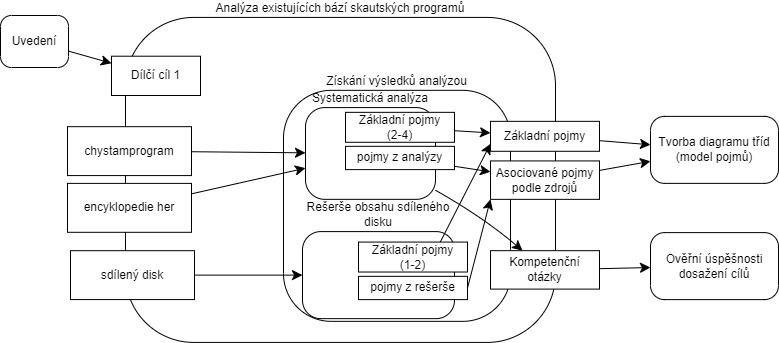 Analýza existujících bází skautských programů
Uvedení
Dílčí cíl 1
Získání výsledků analýzou
Systematická analýza
Základní pojmy
(2-4)
pojmy z analýzy
chystamprogram
encyklopedie her
Základní pojmy
Asociované pojmy
podle zdrojů
Tvorba diagramu tříd
(model pojmů)
Rešerše obsahu sdíleného
disku
Základní pojmy
(1-2)
pojmy z rešerše
sdílený disk
Kompetenční
otázky
Ověřní úspěšnosti
dosažení cílů